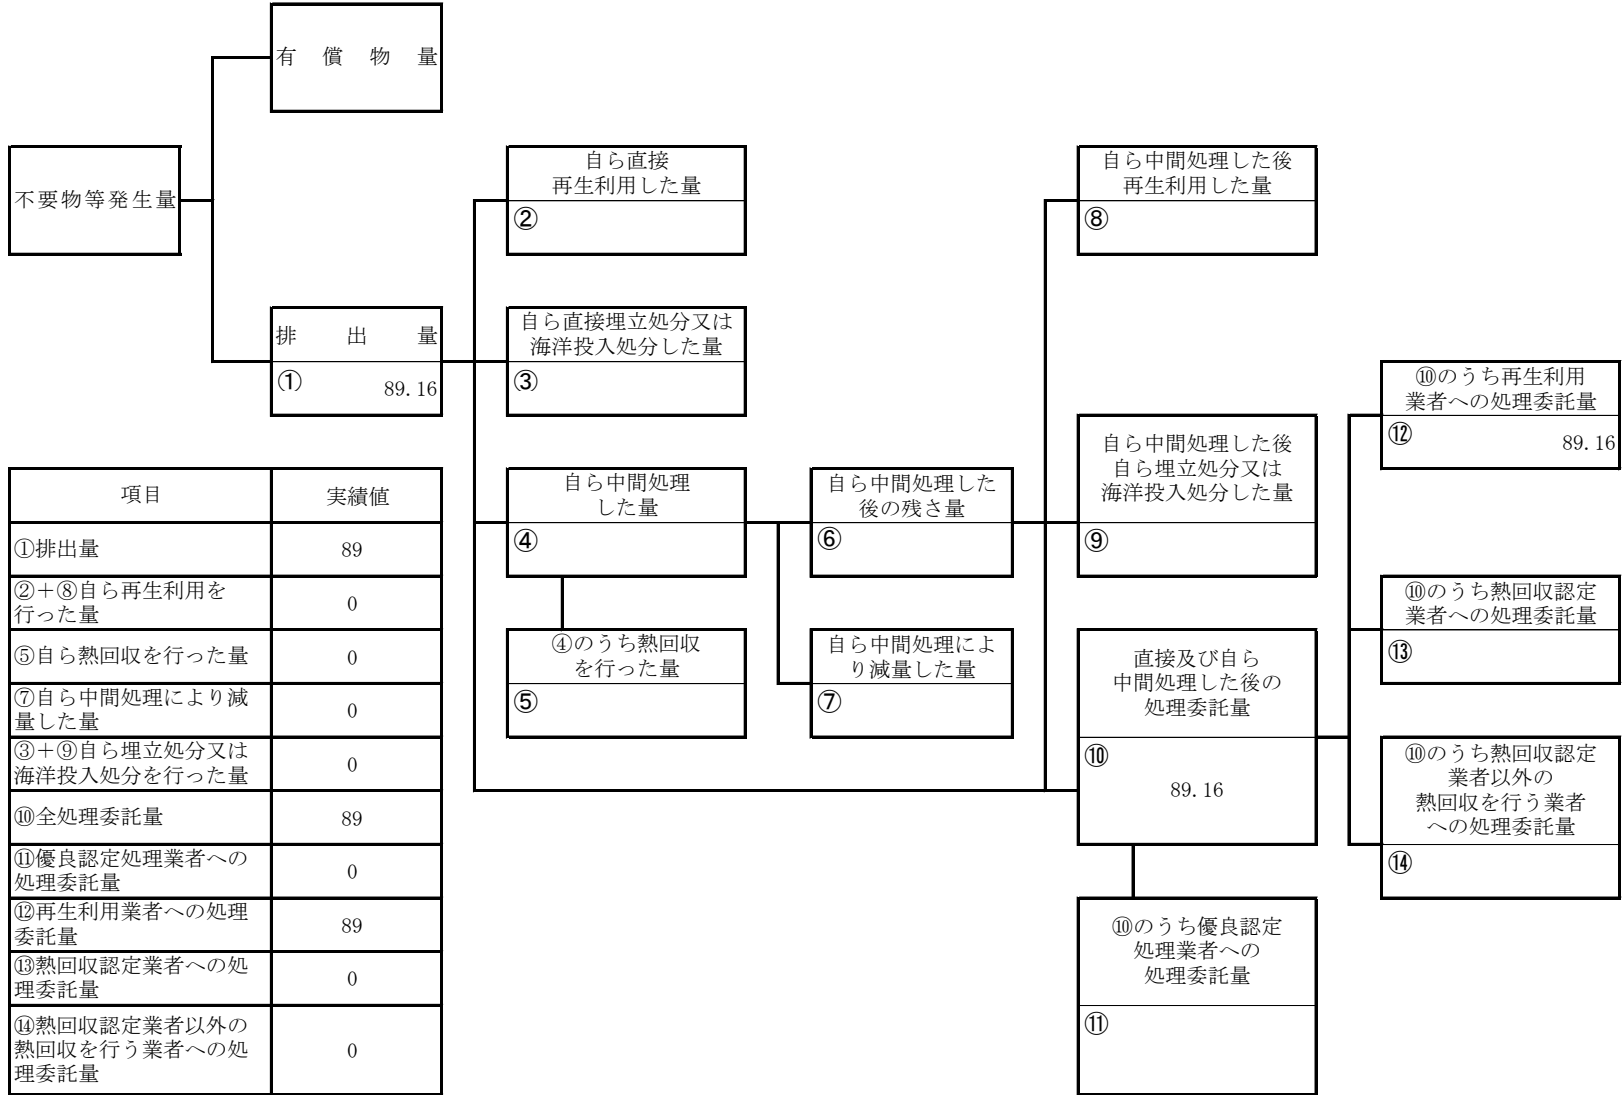 有償物量
不要物等発生量
排出量
① 89.16
自ら直接
再生利用した量
②
自ら直接埋立処分又は
海洋投入処分した量
③
自ら中間処理
した量
④
④のうち熱回収
を行った量
⑤
自ら中間処理した
後の残さ量
⑥
自ら中間処理によ
り減量した量
⑦
自ら中間処理した後
再生利用した量
⑧
自ら中間処理した後
自ら埋立処分又は
海洋投入処分した量
⑨
直接及び自ら
中間処理した後の
処理委託量
⑩
89.16
⑩のうち優良認定
処理業者への
処理委託量
⑪
⑩のうち再生利用
業者への処理委託量
⑫ 89.16
⑩のうち熱回収認定
業者への処理委託量
⑬
⑩のうち熱回収認定
業者以外の
熱回収を行う業者
への処理委託量
⑭
項目 実績値
①排出量 89
②＋⑧自ら再生利用を
行った量 0
⑤自ら熱回収を行った量 0
⑦自ら中間処理により減
量した量 0
③＋⑨自ら埋立処分又は
海洋投入処分を行った量 0
⑩全処理委託量 89
⑪優良認定処理業者への
処理委託量 0
⑫再生利用業者への処理
委託量 89
⑬熱回収認定業者への処
理委託量 0
⑭熱回収認定業者以外の
熱回収を行う業者への処 0
理委託量